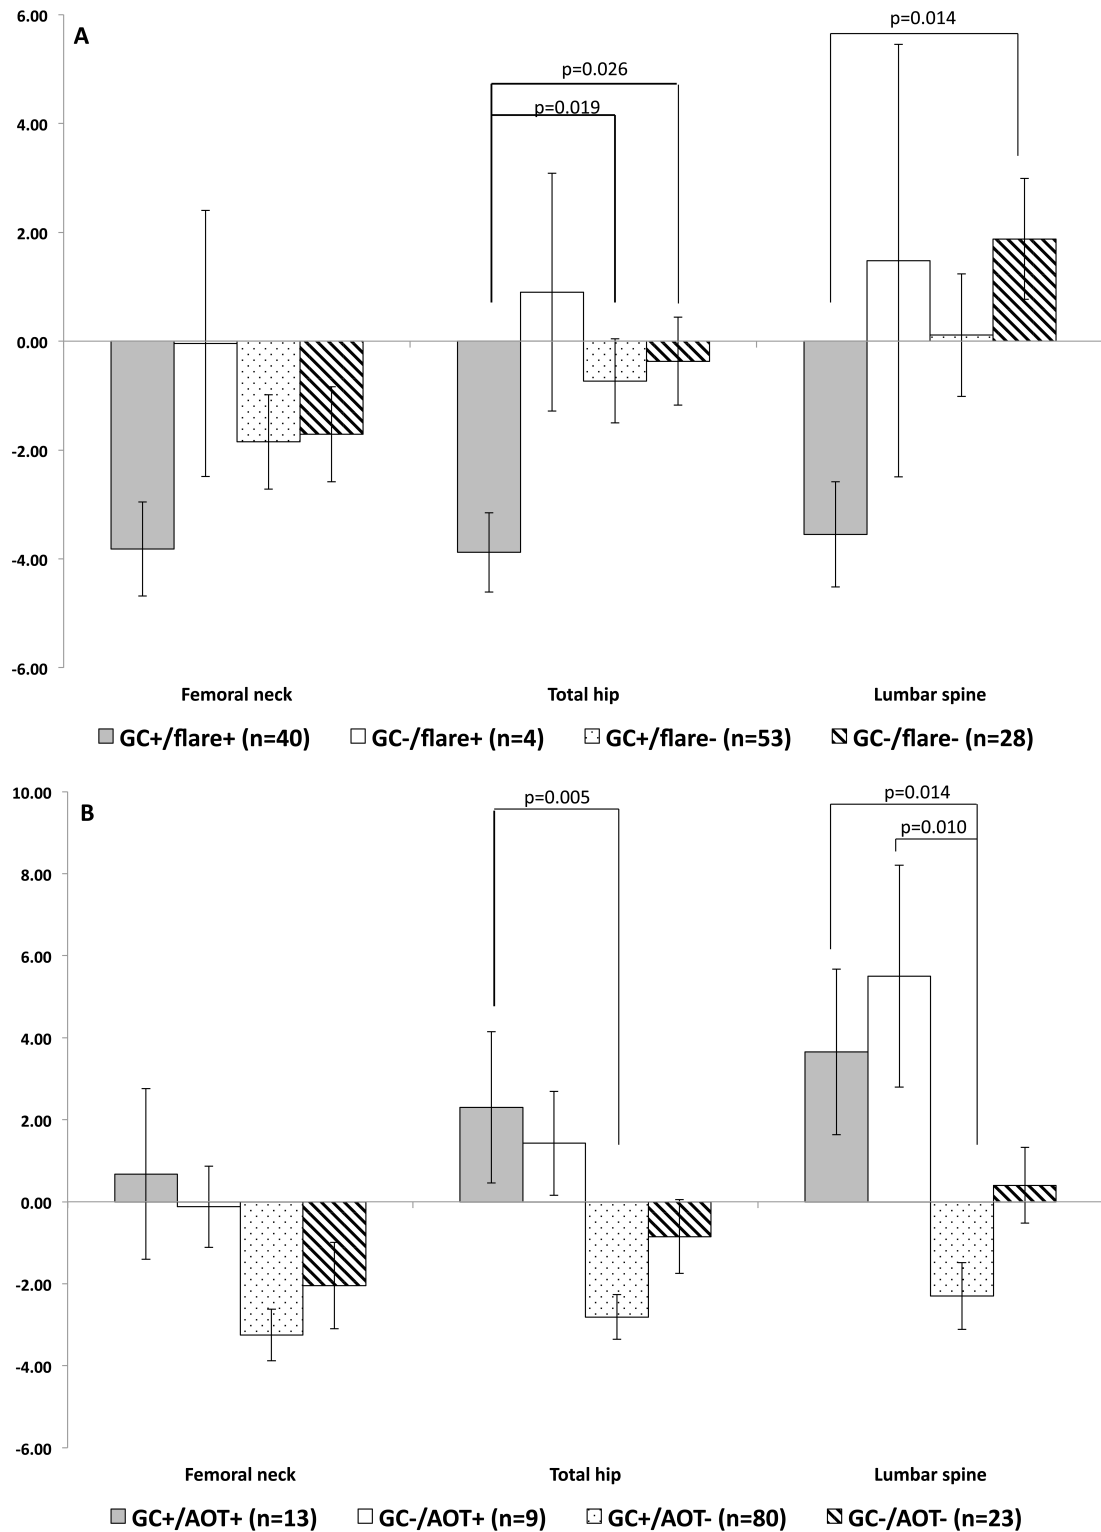 6.00
A
p=0.014
p=0.026
p=0.019
4.00
2.00
0.00
-2.00
-4.00
-6.00
Femoral neck Total hip Lumbar spine
GC+/flare+ (n=40) GC-/flare+ (n=4) GC+/flare- (n=53) GC-/flare- (n=28)
10.00
B
p=0.005
p=0.014
p=0.010
8.00
6.00
4.00
2.00
0.00
-2.00
-4.00
-6.00
Femoral neck Total hip Lumbar spine
GC+/AOT+ (n=13) GC-/AOT+ (n=9) GC+/AOT- (n=80) GC-/AOT- (n=23)